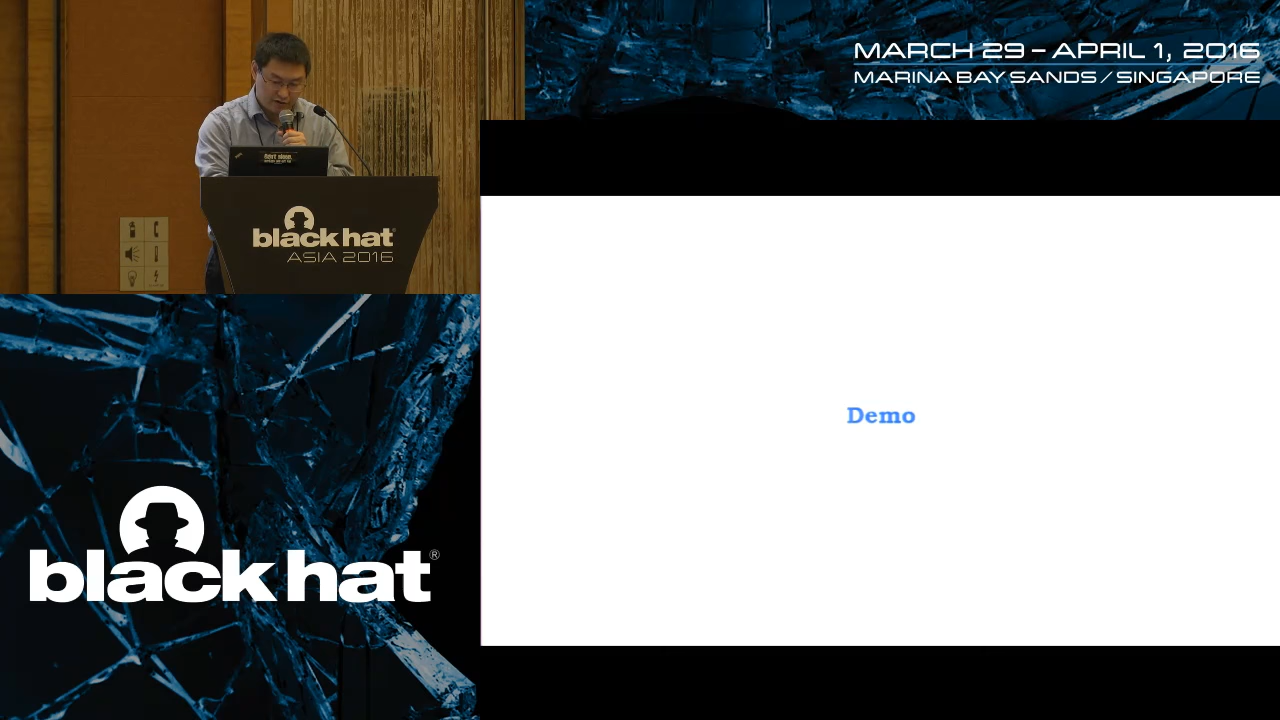 MARCH 29 – APRIL 1, 2016
MARINA BAY SANDS / SINGAPORE
black hat®
ASIA 2016
Demo
black hat®